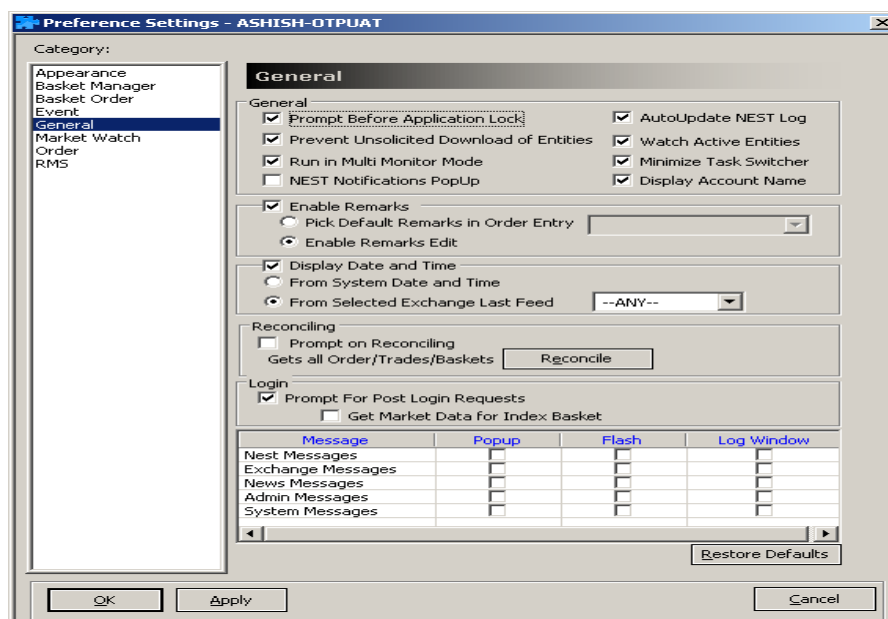 Preference Settings - ASHISH-OTPUAT
Category:
Appearance
Basket Manager
Basket Order
Event
General
Market Watch
Order
RMS
General
General
Prompt Before Application Lock
AutoUpdate NEST Log
Prevent Unsolicited Download of Entities
Watch Active Entities
Run in Multi Monitor Mode
Minimize Task Switcher
NEST Notifications PopUp
Display Account Name
Enable Remarks
Pick Default Remarks in Order Entry
Enable Remarks Edit
Display Date and Time
From System Date and Time
From Selected Exchange Last Feed
--ANY--
Reconciling
Prompt on Reconciling
Gets all Order/Trades/Baskets
Reconcile
Login
Prompt For Post Login Requests
Get Market Data for Index Basket
Message Popup Flash Log Window
Nest Messages
Exchange Messages
News Messages
Admin Messages
System Messages
Restore Defaults
OK
Apply
Cancel